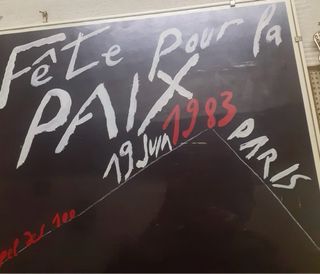 Fête Pour la
PAIX
19 Juin 1983
PARIS